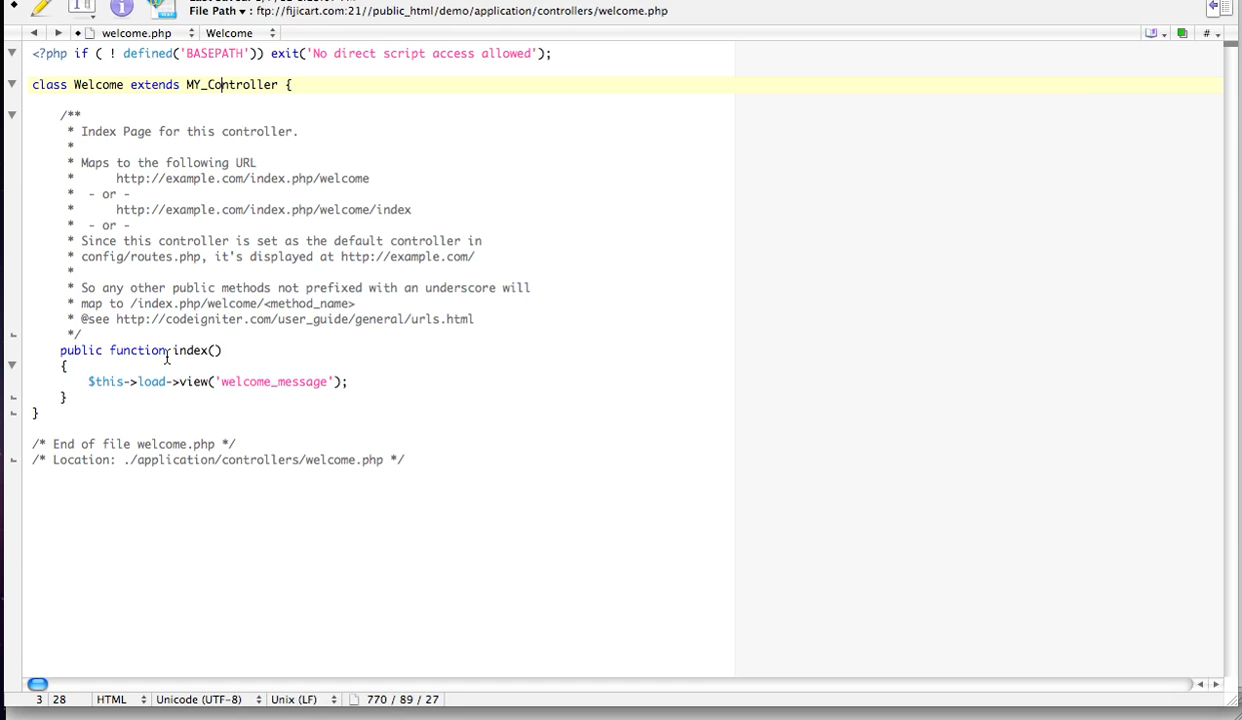 File Path ▾ : ftp://fijicart.com:21//public_html/demo/application/controllers/welcome.php
welcome.php Welcome # ,
<?php if ( ! defined('BASEPATH')) exit('No direct script access allowed');
class Welcome extends MY_Controller {
/**
* Index Page for this controller.
*
* Maps to the following URL
* http://example.com/index.php/welcome
* - or -
* http://example.com/index.php/welcome/index
* - or -
* Since this controller is set as the default controller in
* config/routes.php, it's displayed at http://example.com/
*
* So any other public methods not prefixed with an underscore will
* map to /index.php/welcome/<method_name>
* @see http://codeigniter.com/user_guide/general/urls.html
*/
public function index()
{
$this->load->view('welcome_message');
}
}
/* End of file welcome.php */
/* Location: ./application/controllers/welcome.php */
3 28 HTML Unicode (UTF-8) Unix (LF) 770 / 89 / 27